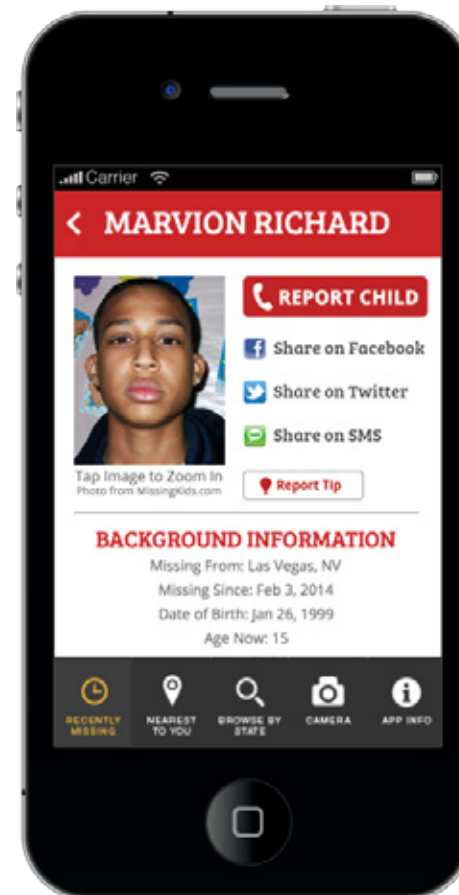 Carrier
MARVION RICHARD
REPORT CHILD
Share on Facebook
Share on Twitter
Share on SMS
Tap Image to Zoom In
Photo from MissingKids.com
Report Tip
BACKGROUND INFORMATION
Missing From: Las Vegas, NV
Missing Since: Feb 3, 2014
Date of Birth: Jan 26, 1999
Age Now: 15
RECENTLY
MISSING
NEAREST
TO YOU
BROWSE BY
STATE
CAMERA
APP INFO